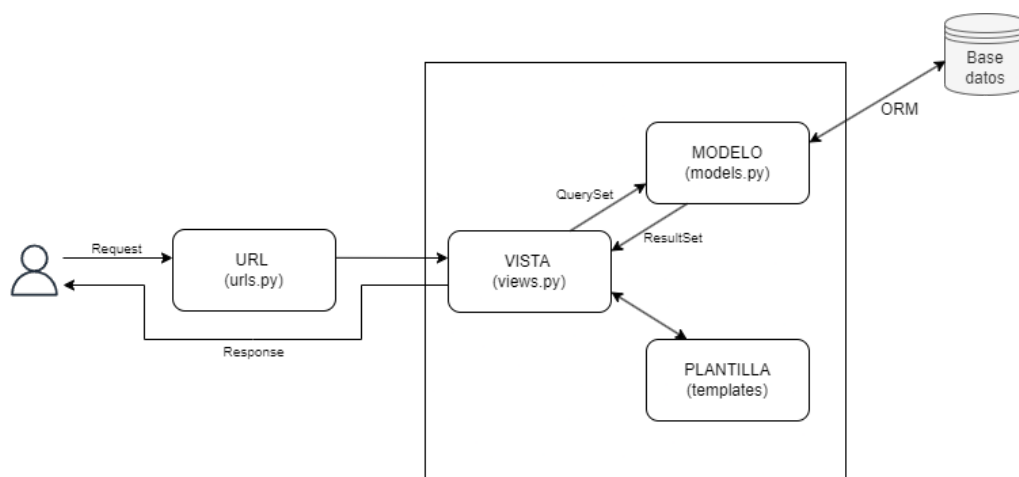 Base
datos
ORM
MODELO
(models.py)
QuerySet
ResultSet
Request
URL
(urls.py)
VISTA
(views.py)
Response
PLANTILLA
(templates)